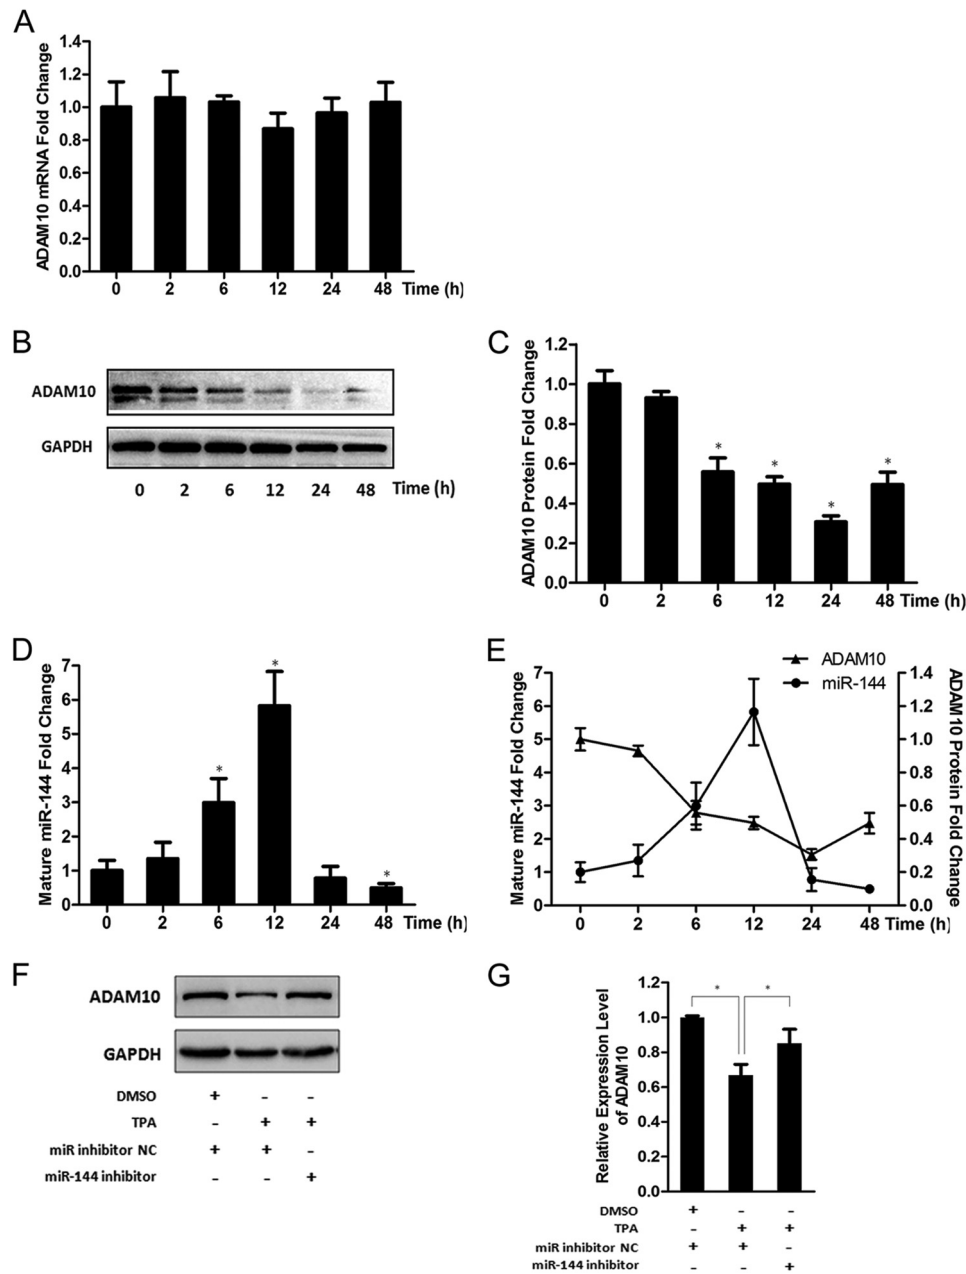 A
ADAM10 mRNA Fold Change
1.4
1.2
1.0
0.8
0.6
0.4
0.2
0.0
0 2 6 12 24 48 Time (h)
B
ADAM10
GAPDH
0 2 6 12 24 48 Time (h)
C
ADAM10 Protein Fold Change
1.2
1.0
0.8
0.6
0.4
0.2
0.0
* * * *
0 2 6 12 24 48 Time (h)
D
Mature miR-144 Fold Change
7
6
5
4
3
2
1
0
* * *
0 2 6 12 24 48 Time (h)
E
ADAM10
miR-144
Mature miR-144 Fold Change
7
6
5
4
3
2
1
0
1.4
1.2
1.0
0.8
0.6
0.4
0.2
0.0
ADAM10 Protein Fold Change
0 2 6 12 24 48 Time (h)
F
ADAM10
GAPDH
DMSO + - -
TPA - + +
miR inhibitor NC + + -
miR-144 inhibitor - - +
G
Relative Expression Level
of ADAM10
1.2
1.0
0.8
0.6
0.4
0.2
0.0
* *
DMSO + - -
TPA - + +
miR inhibitor NC + + -
miR-144 inhibitor - - +